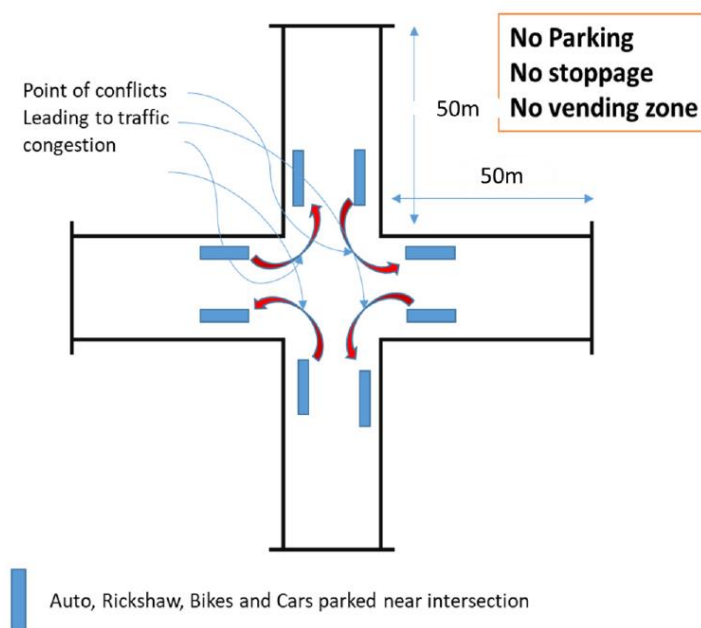 No Parking
No stoppage
No vending zone
Point of conflicts
Leading to traffic
congestion
50m
50m
Auto, Rickshaw, Bikes and Cars parked near intersection